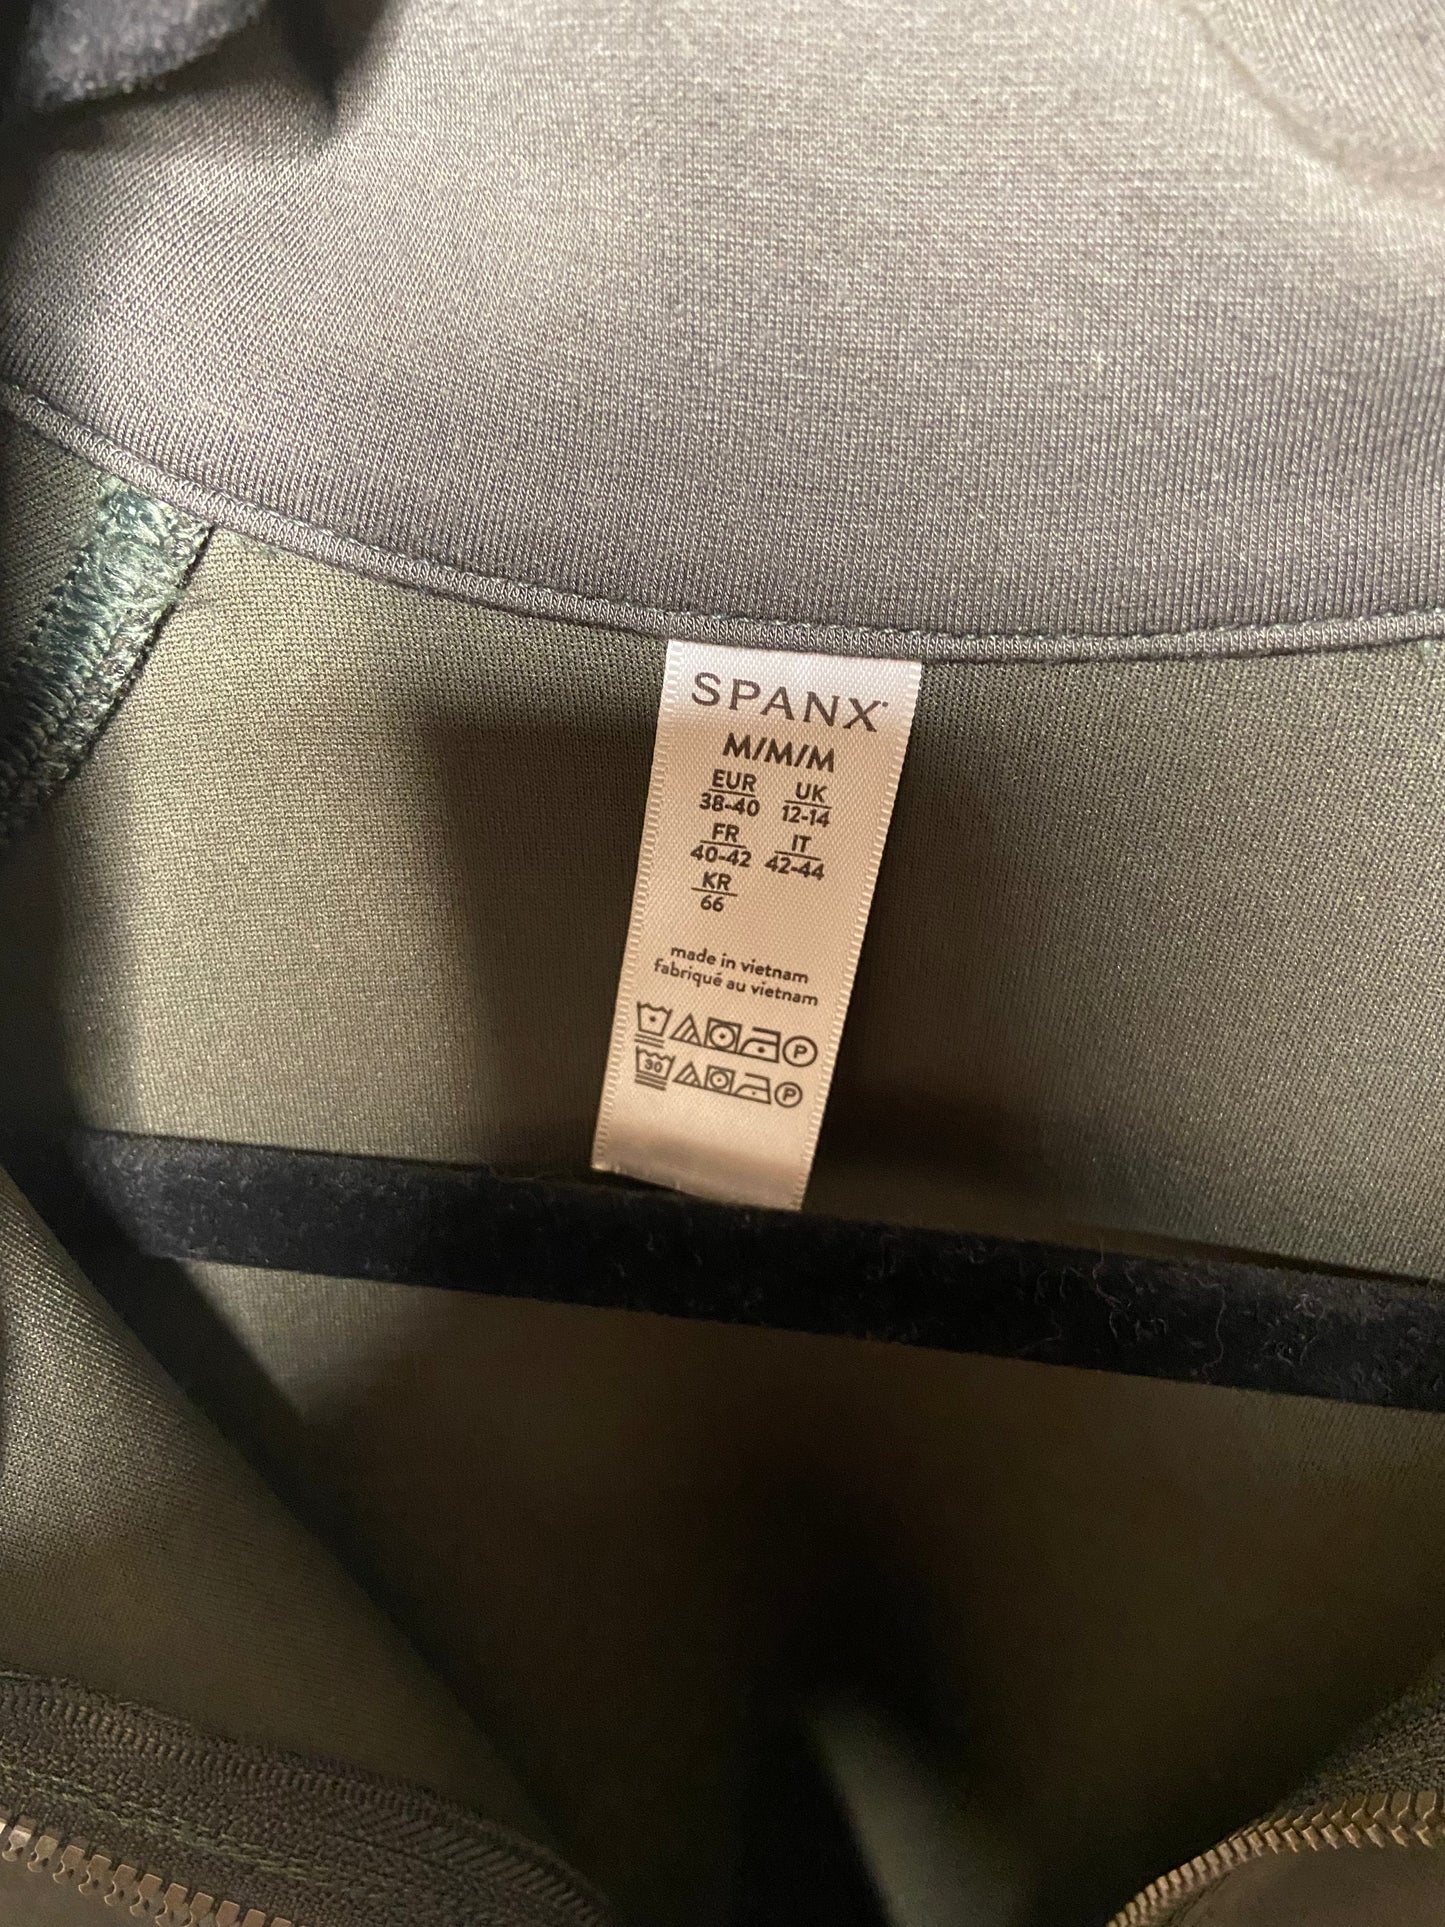 SPANX
M/M/M
EUR UK
38-40 12-14
FR IT
40-42 42-44
KR
66
made in vietnam
fabriqué au vietnam
P
30 P